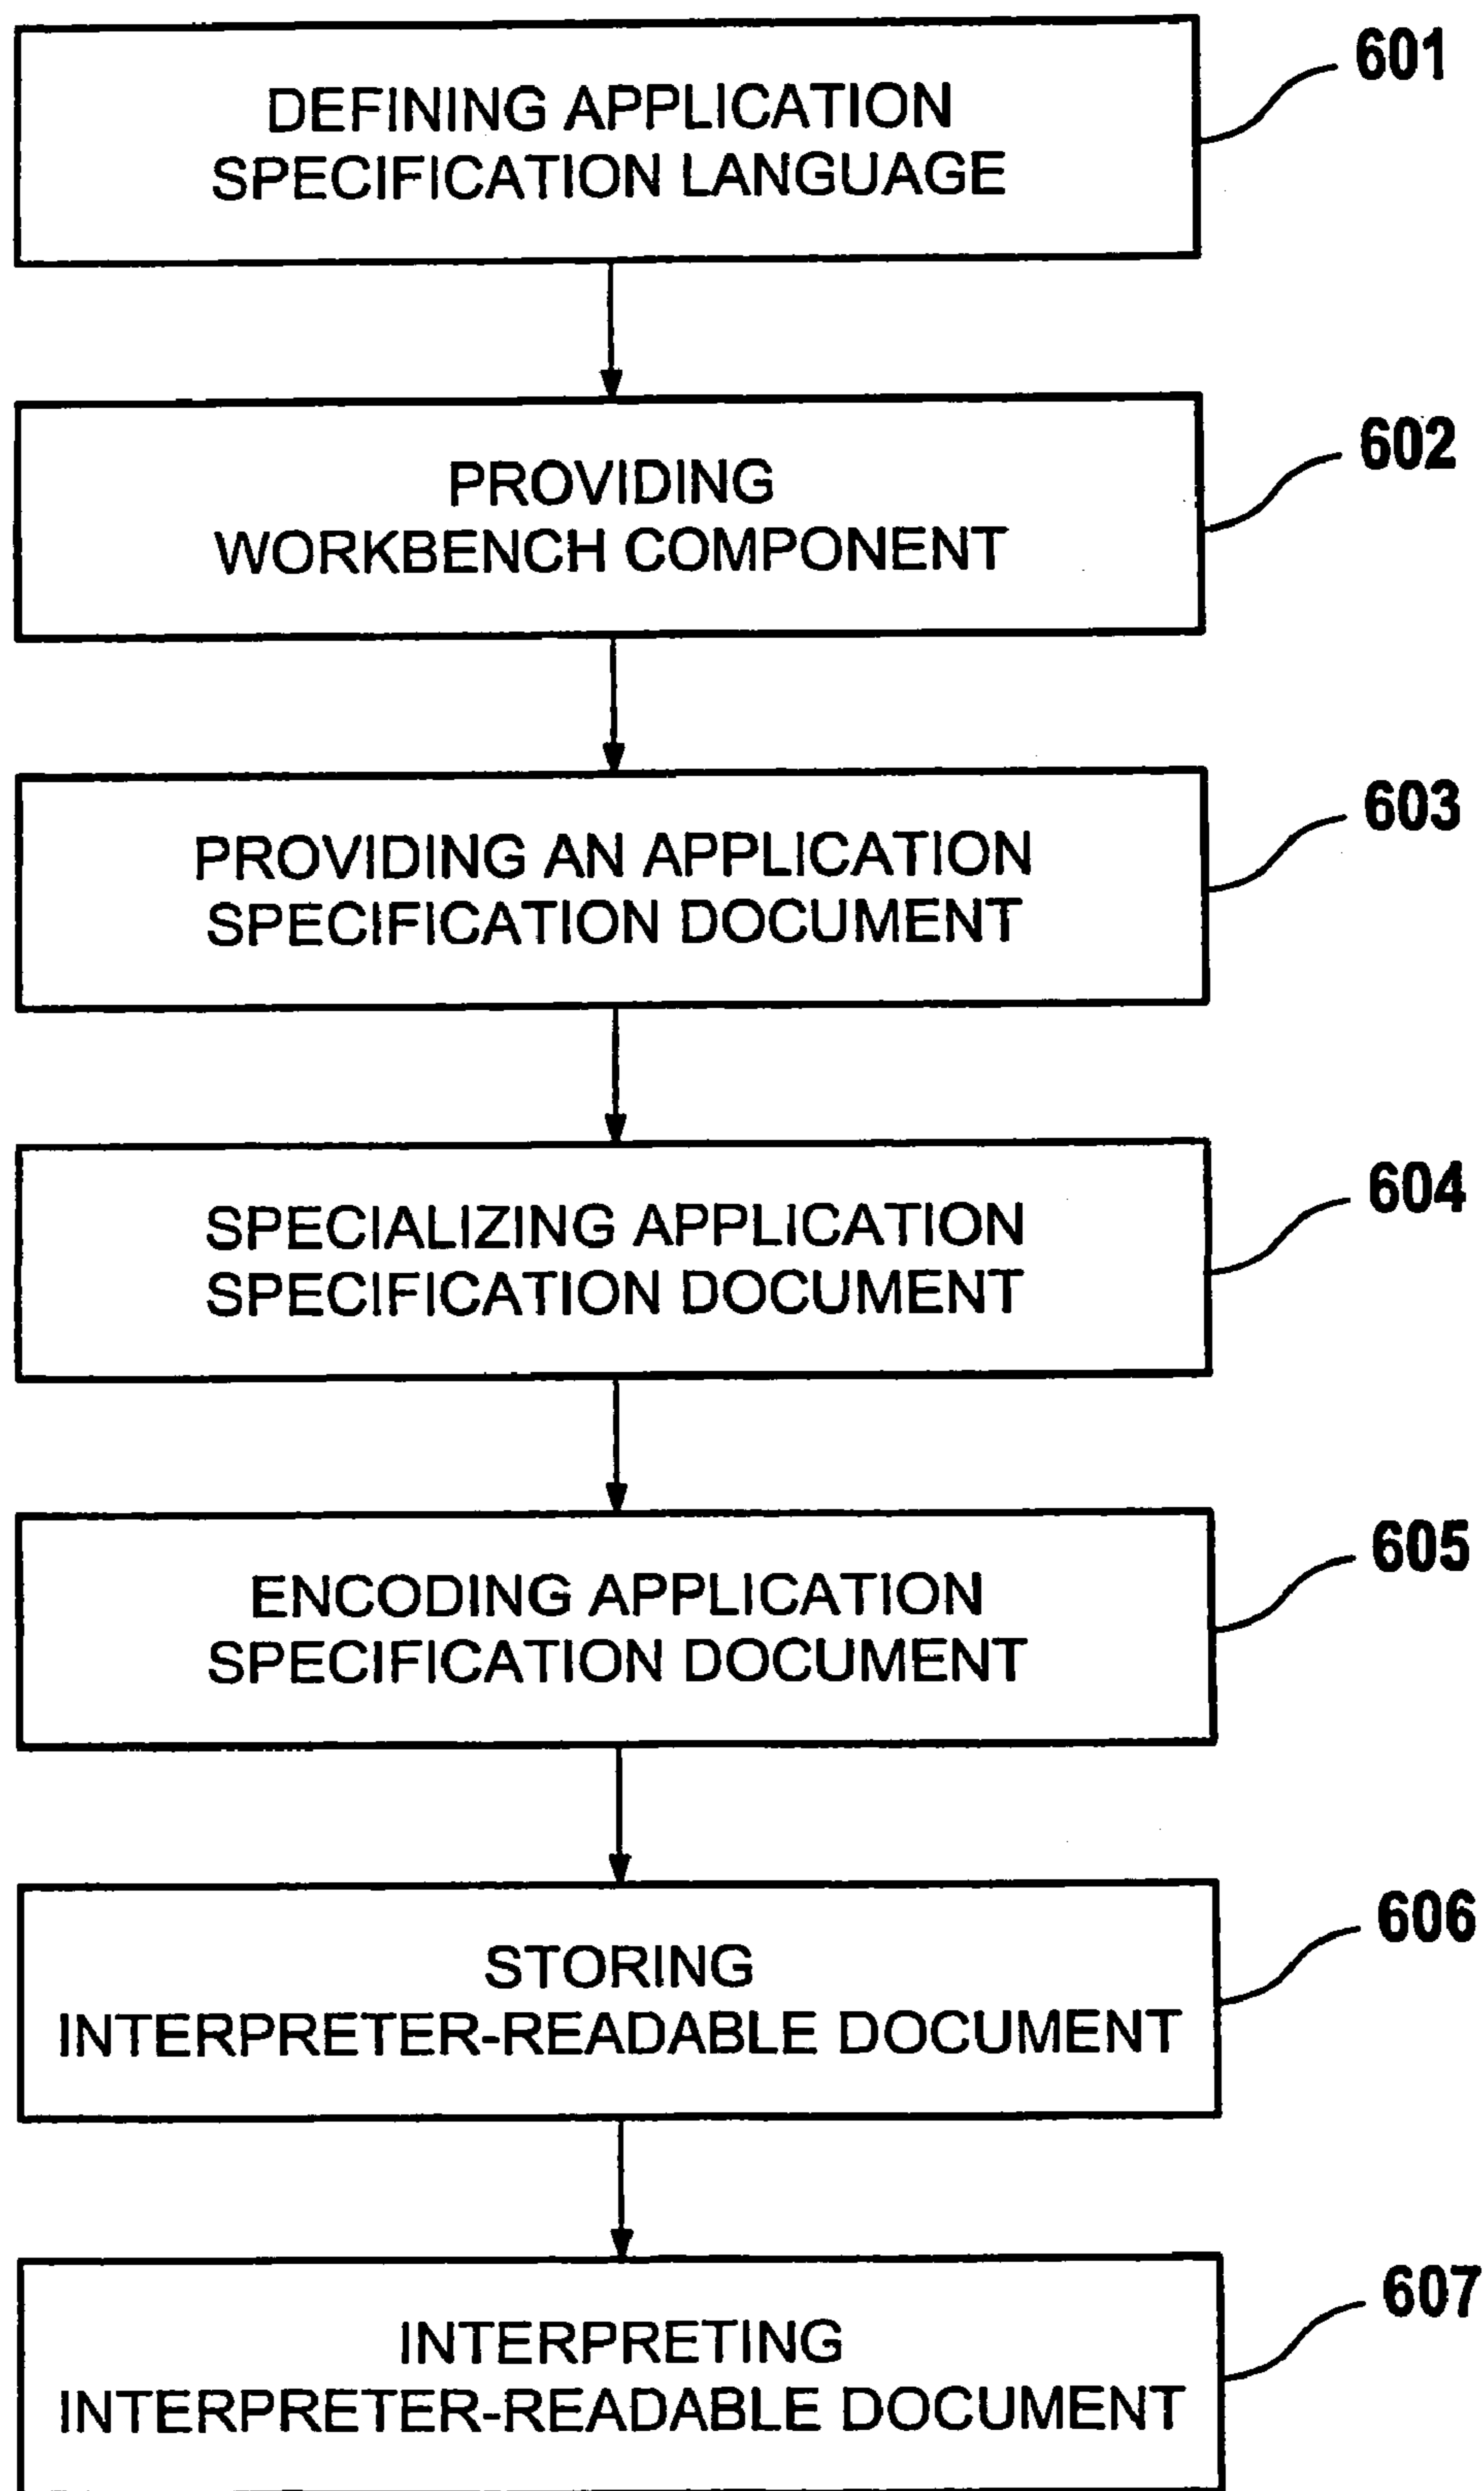 DEFINING APPLICATION
SPECIFICATION LANGUAGE
601
PROVIDING
WORKBENCH COMPONENT
602
PROVIDING AN APPLICATION
SPECIFICATION DOCUMENT
603
SPECIALIZING APPLICATION
SPECIFICATION DOCUMENT
604
ENCODING APPLICATION
SPECIFICATION DOCUMENT
605
STORING
INTERPRETER-READABLE DOCUMENT
606
INTERPRETING
INTERPRETER-READABLE DOCUMENT
607